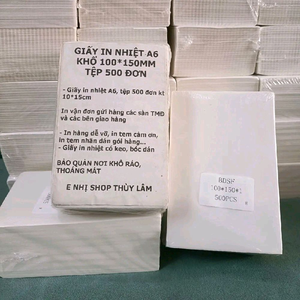 GIẤY IN NHIỆT A6
KHỔ 100*150MM
TỆP 500 ĐƠN
- Giấy in nhiệt A6, tệp 500 đơn kt
10*15cm
In vận đơn gửi hàng các sàn TMĐ
và các bên giao hàng
- In hàng dễ vỡ, in tem cảm ơn,
in tem nhãn dán gói hàng...
- Giấy in nhiệt có keo, bóc dán
BẢO QUẢN NƠI KHÔ RÁO,
THOÁNG MÁT
E NHỊ SHOP THÙY LÂM
100*150*1
500PCS